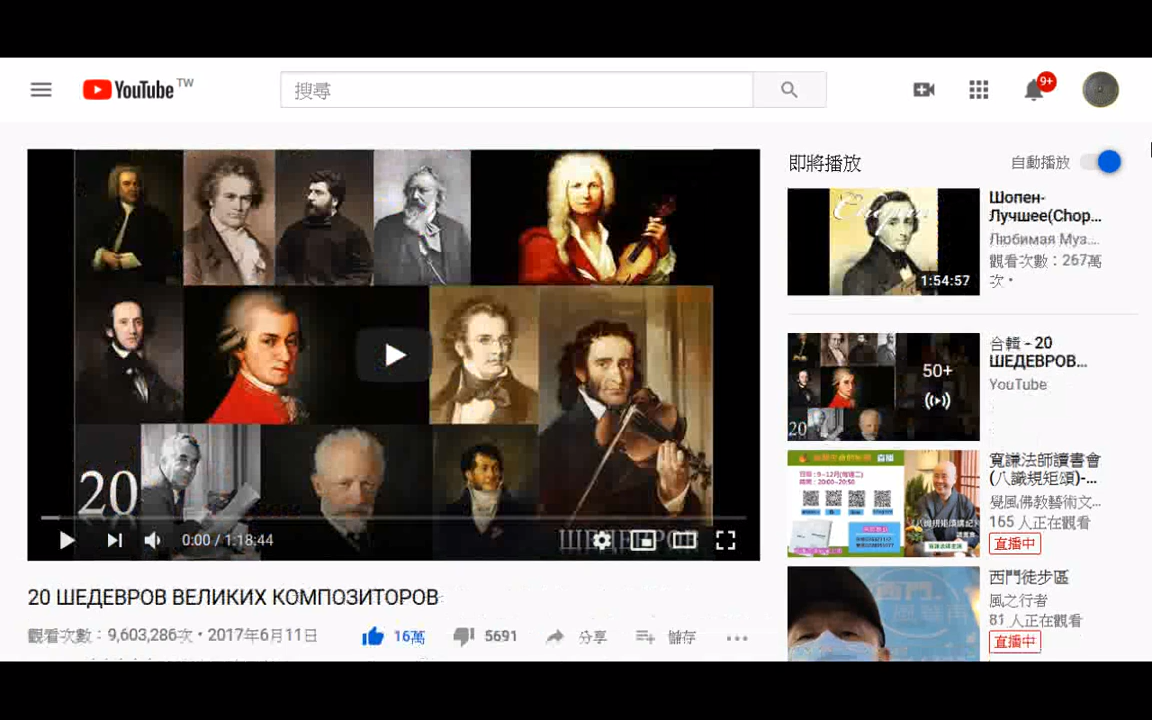 YouTube TW
搜尋
9+
20
ШЕДЕВРОВ
0:00 / 1:18:44
20 ШЕДЕВРОВ ВЕЛИКИХ КОМПОЗИТОРОВ
觀看次數：9,603,286次 • 2017年6月11日
16萬
5691
分享
儲存
即將播放
自動播放
Chopin
1:54:57
Шопен-
Лучшее(Chop...
Любимая Муз...
觀看次數：267萬
次 •
20
50+
合輯 - 20
ШЕДЕВРОВ...
YouTube
直播
寬謙法師讀書會
(八識規矩頌)-...
覺風佛教藝術文...
165 人正在觀看
直播中
西門徒步區
風之行者
81 人正在觀看
直播中